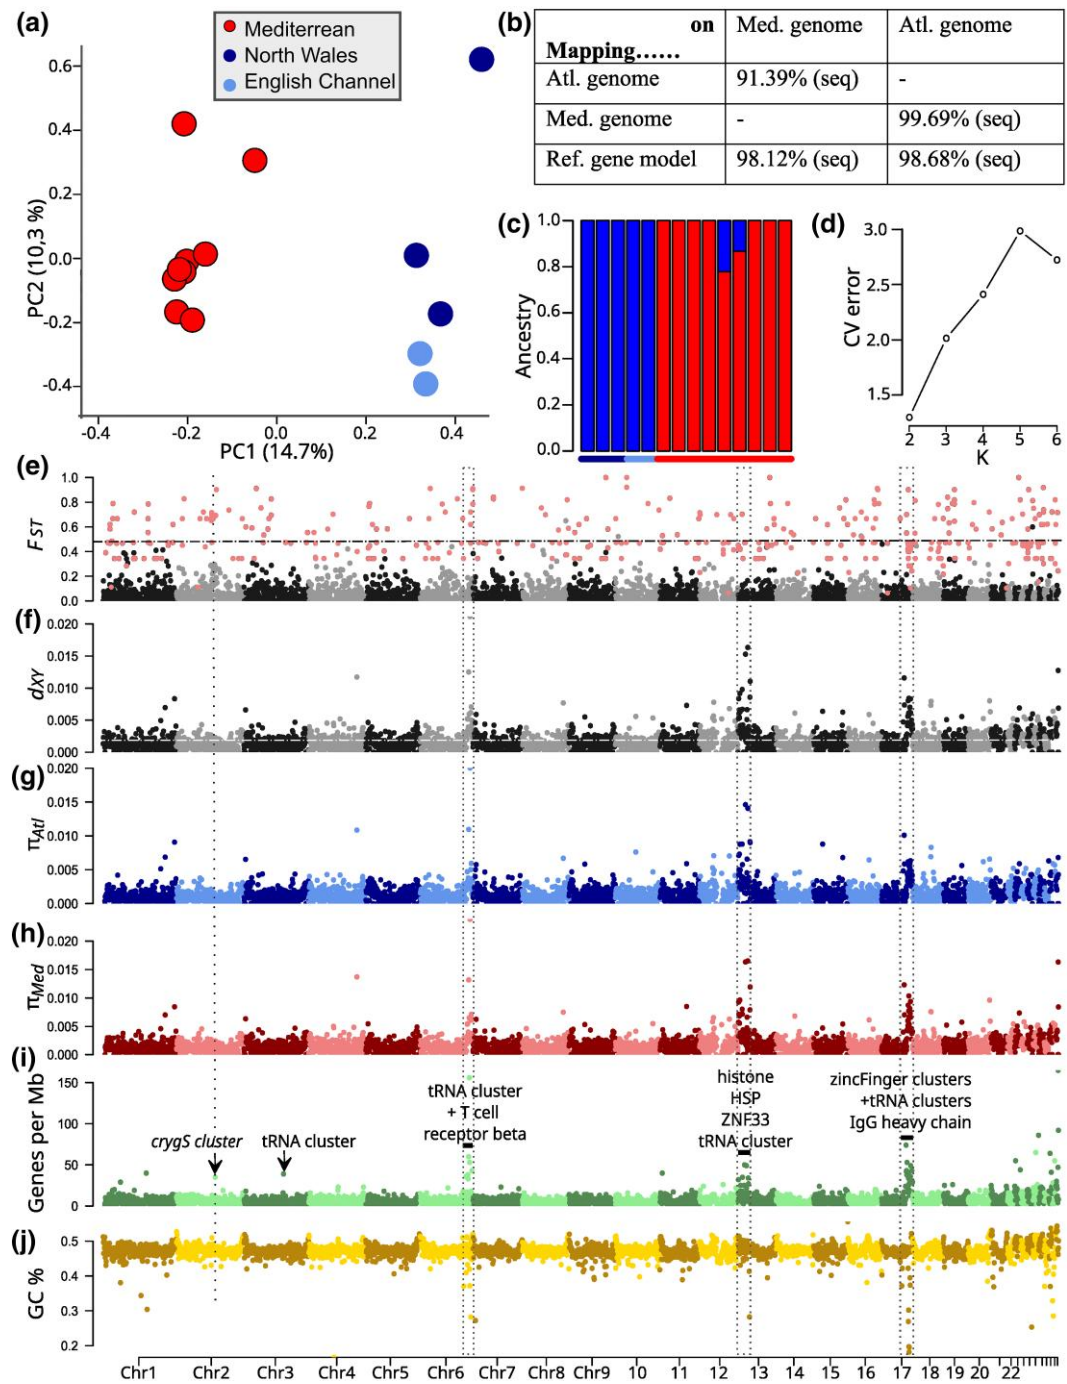 (a)
Mediterrean
North Wales
English Channel
0.6
0.4
0.2
0.0
-0.2
-0.4
PC2 (10,3 %)
-0.4 -0.2 0.0 0.2 0.4
PC1 (14.7%)
(b)
on Med. genome Atl. genome
Mapping......
Atl. genome 91.39% (seq) -
Med. genome - 99.69% (seq)
Ref. gene model 98.12% (seq) 98.68% (seq)
(c)
1.0
0.8
0.6
0.4
0.2
0.0
Ancestry
(d)
3.0
2.5
2.0
1.5
CV error
2 3 4 5 6
K
(e)
1.0
0.8
0.6
0.4
0.2
0.0
FST
(f)
0.020
0.015
0.010
0.005
0.000
dXY
(g)
0.020
0.015
0.010
0.005
0.000
πAtl
(h)
0.020
0.015
0.010
0.005
0.000
πMed
(i)
150
100
50
0
Genes per Mb
crygS cluster
tRNA cluster
tRNA cluster
+ T cell
receptor beta
histone
HSP
ZNF33
tRNA cluster
zincFinger clusters
+tRNA clusters
IgG heavy chain
(j)
0.5
0.4
0.3
0.2
GC %
Chr1 Chr2 Chr3 Chr4 Chr5 Chr6 Chr7 Chr8 Chr9 10 11 12 13 14 15 16 17 18 19 20 22